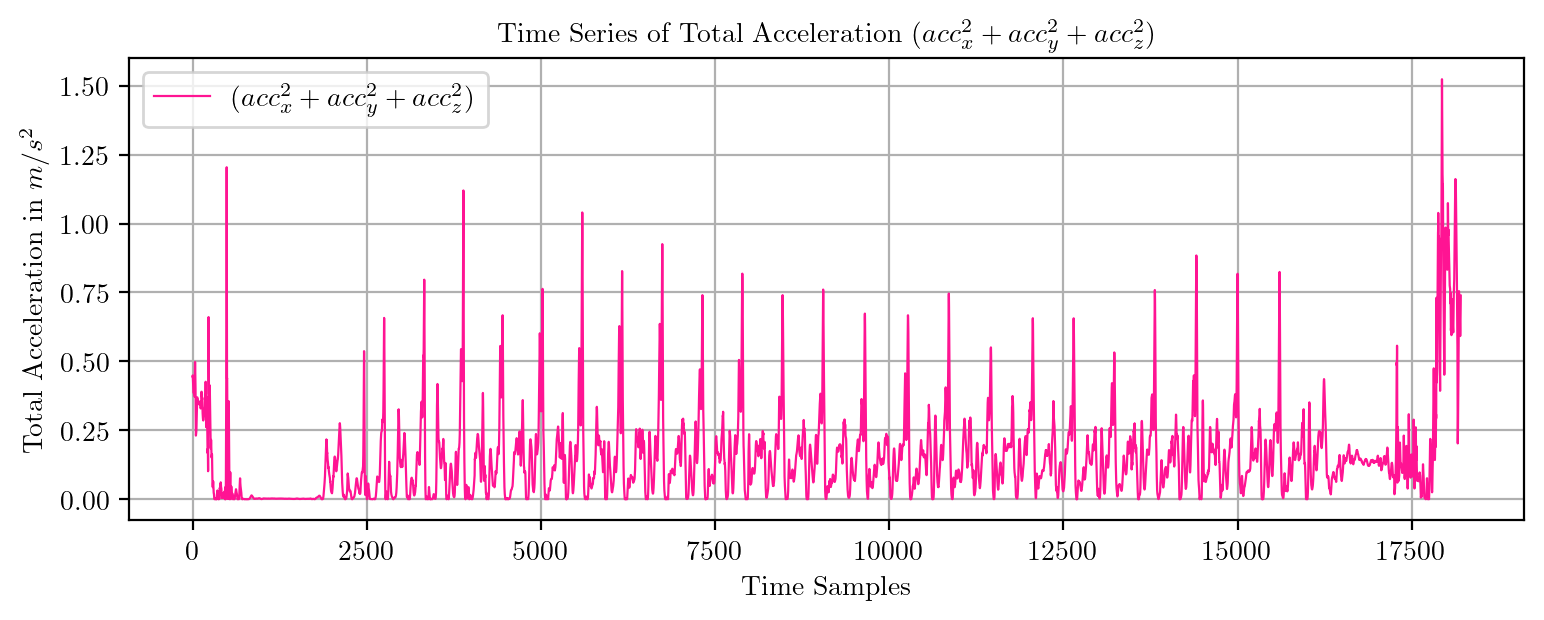 Time Series of Total Acceleration $(acc_x^2 + acc_y^2 + acc_z^2)$
$(acc_x^2 + acc_y^2 + acc_z^2)$
Total Acceleration in $m/s^2$
1.50
1.25
1.00
0.75
0.50
0.25
0.00
0 2500 5000 7500 10000 12500 15000 17500
Time Samples